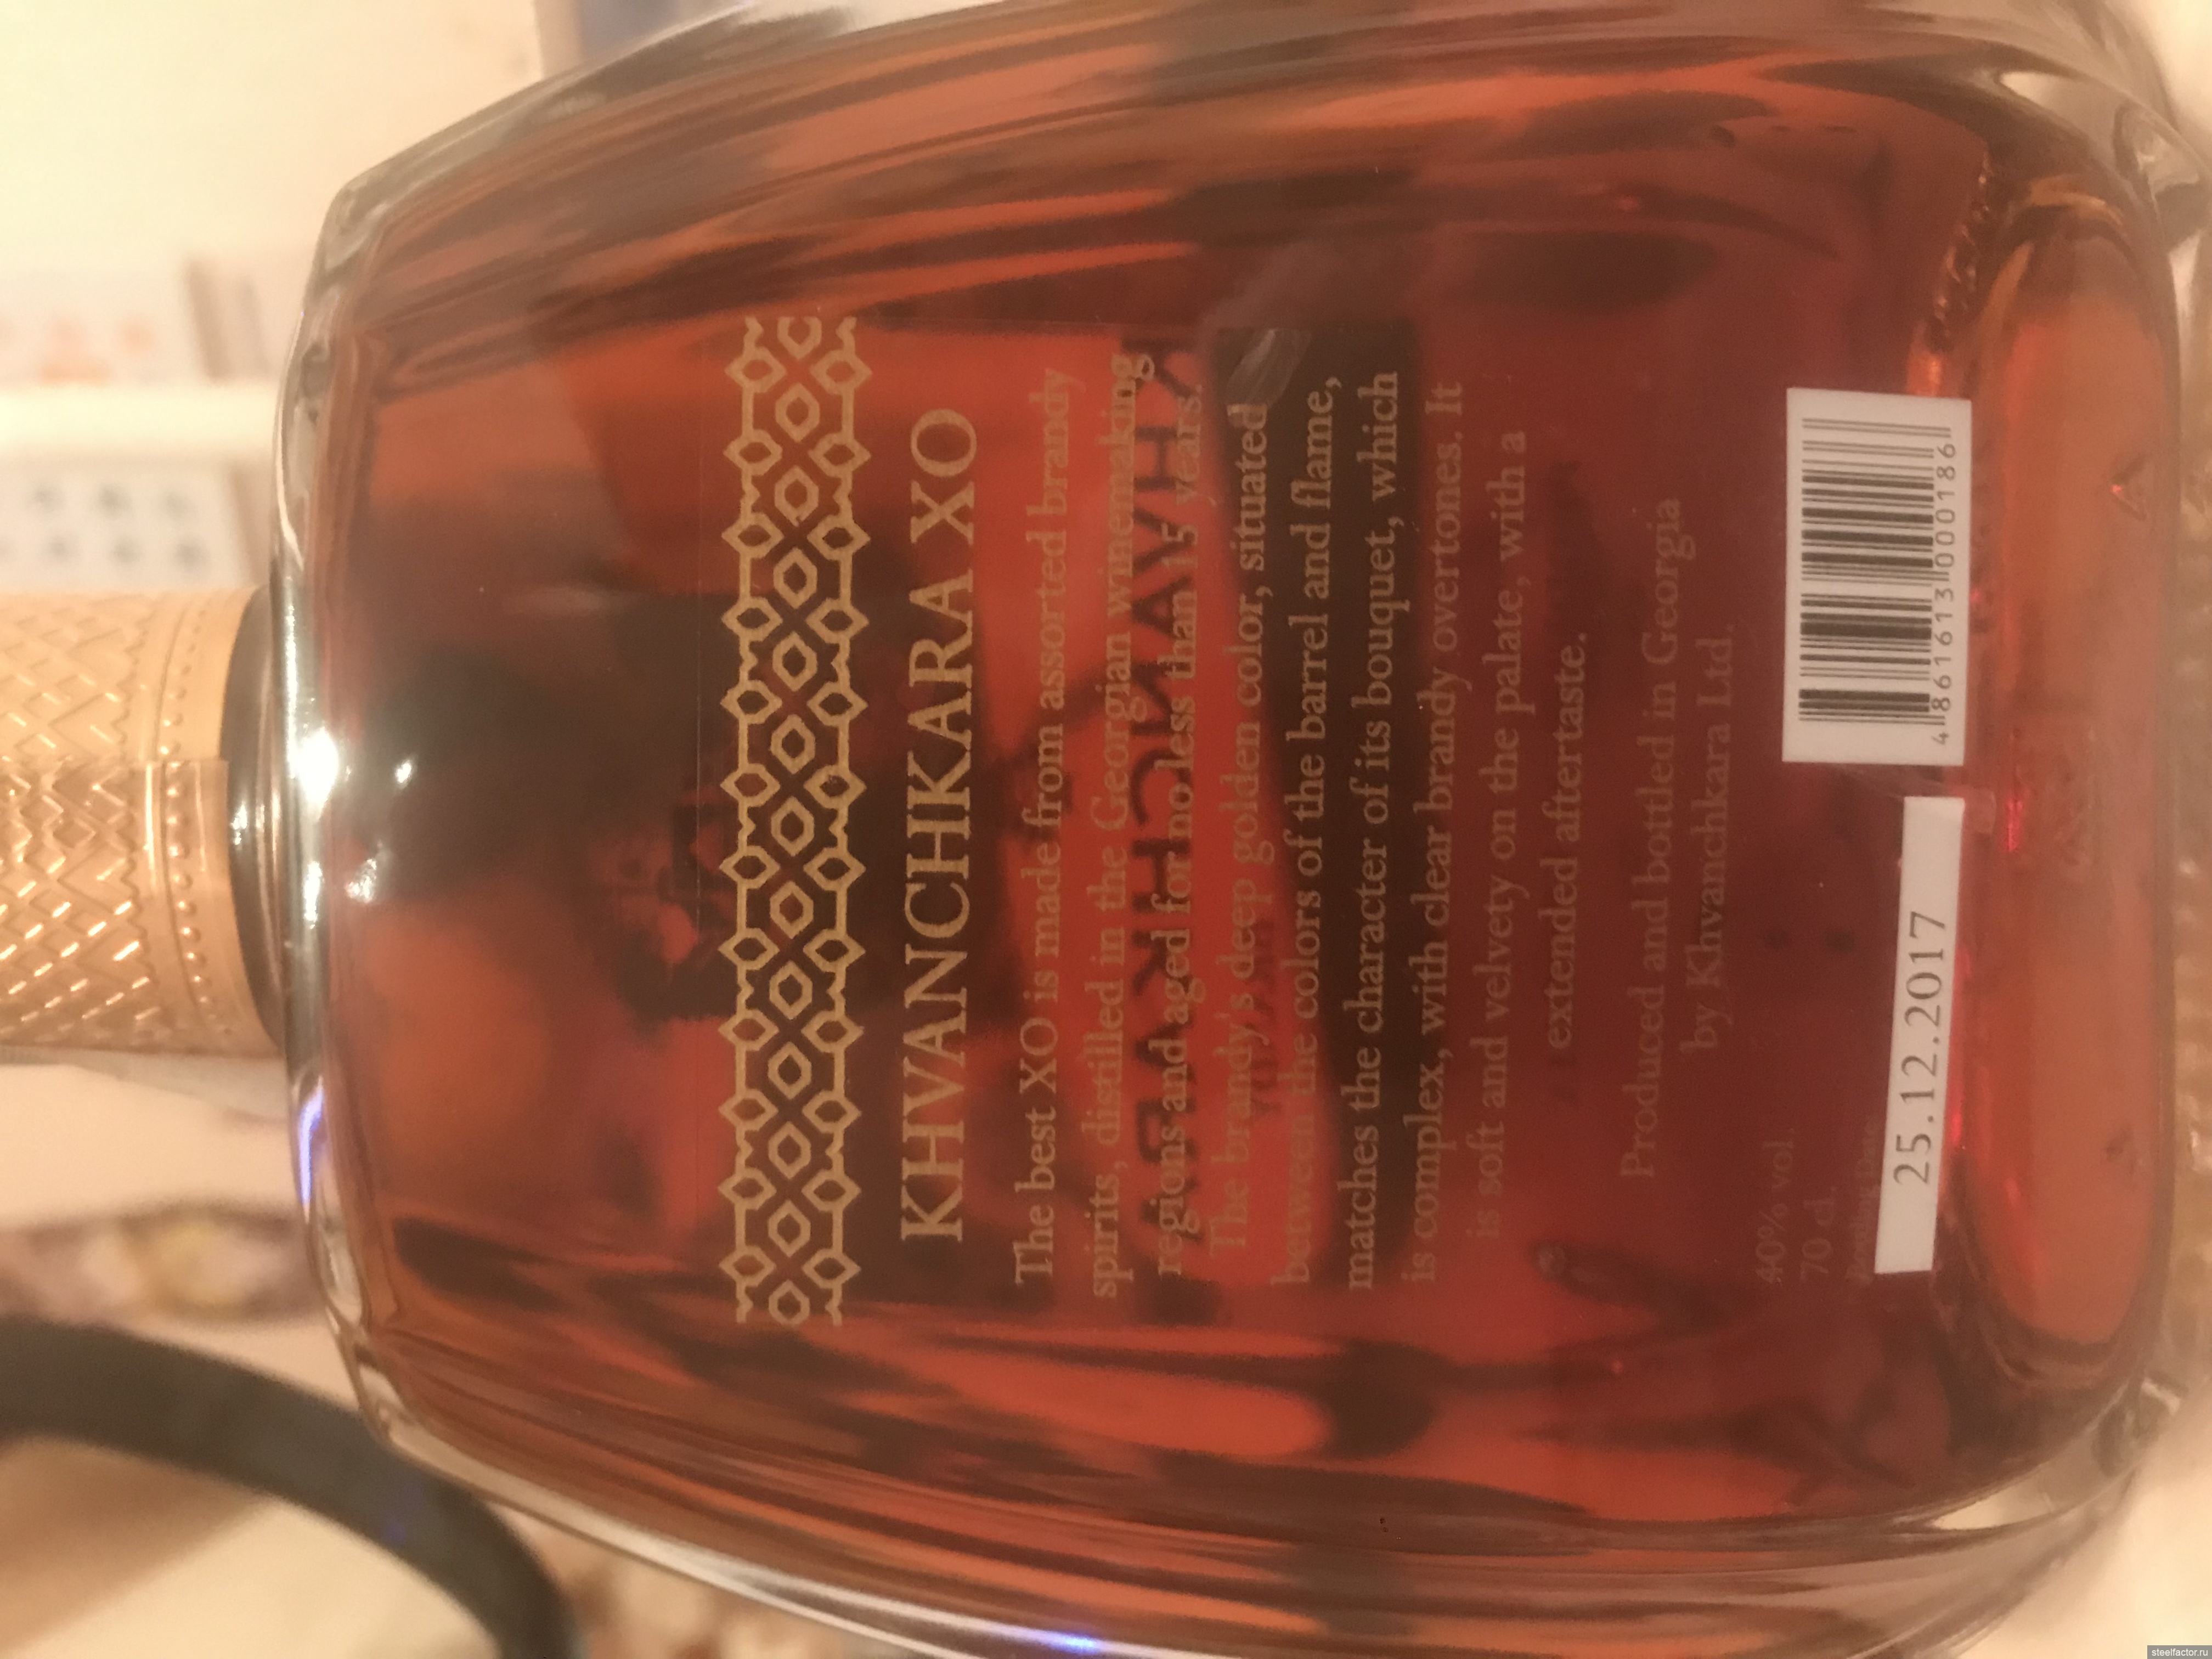 KHVANCHKARA XO
The best XO is made from assorted brandy
spirits, distilled in the Georgian winemaking
regions and aged for no less than 15 years.
The brandy's deep golden color, situated
between the colors of the barrel and flame,
matches the character of its bouquet, which
is complex, with clear brandy overtones. It
is soft and velvety on the palate, with a
extended aftertaste.
Produced and bottled in Georgia
by Khvanchkara Ltd.
40% vol.
70 cl.
25.12.2017
4 861613 000186
KHVANCHKARA
steelfactor.ru